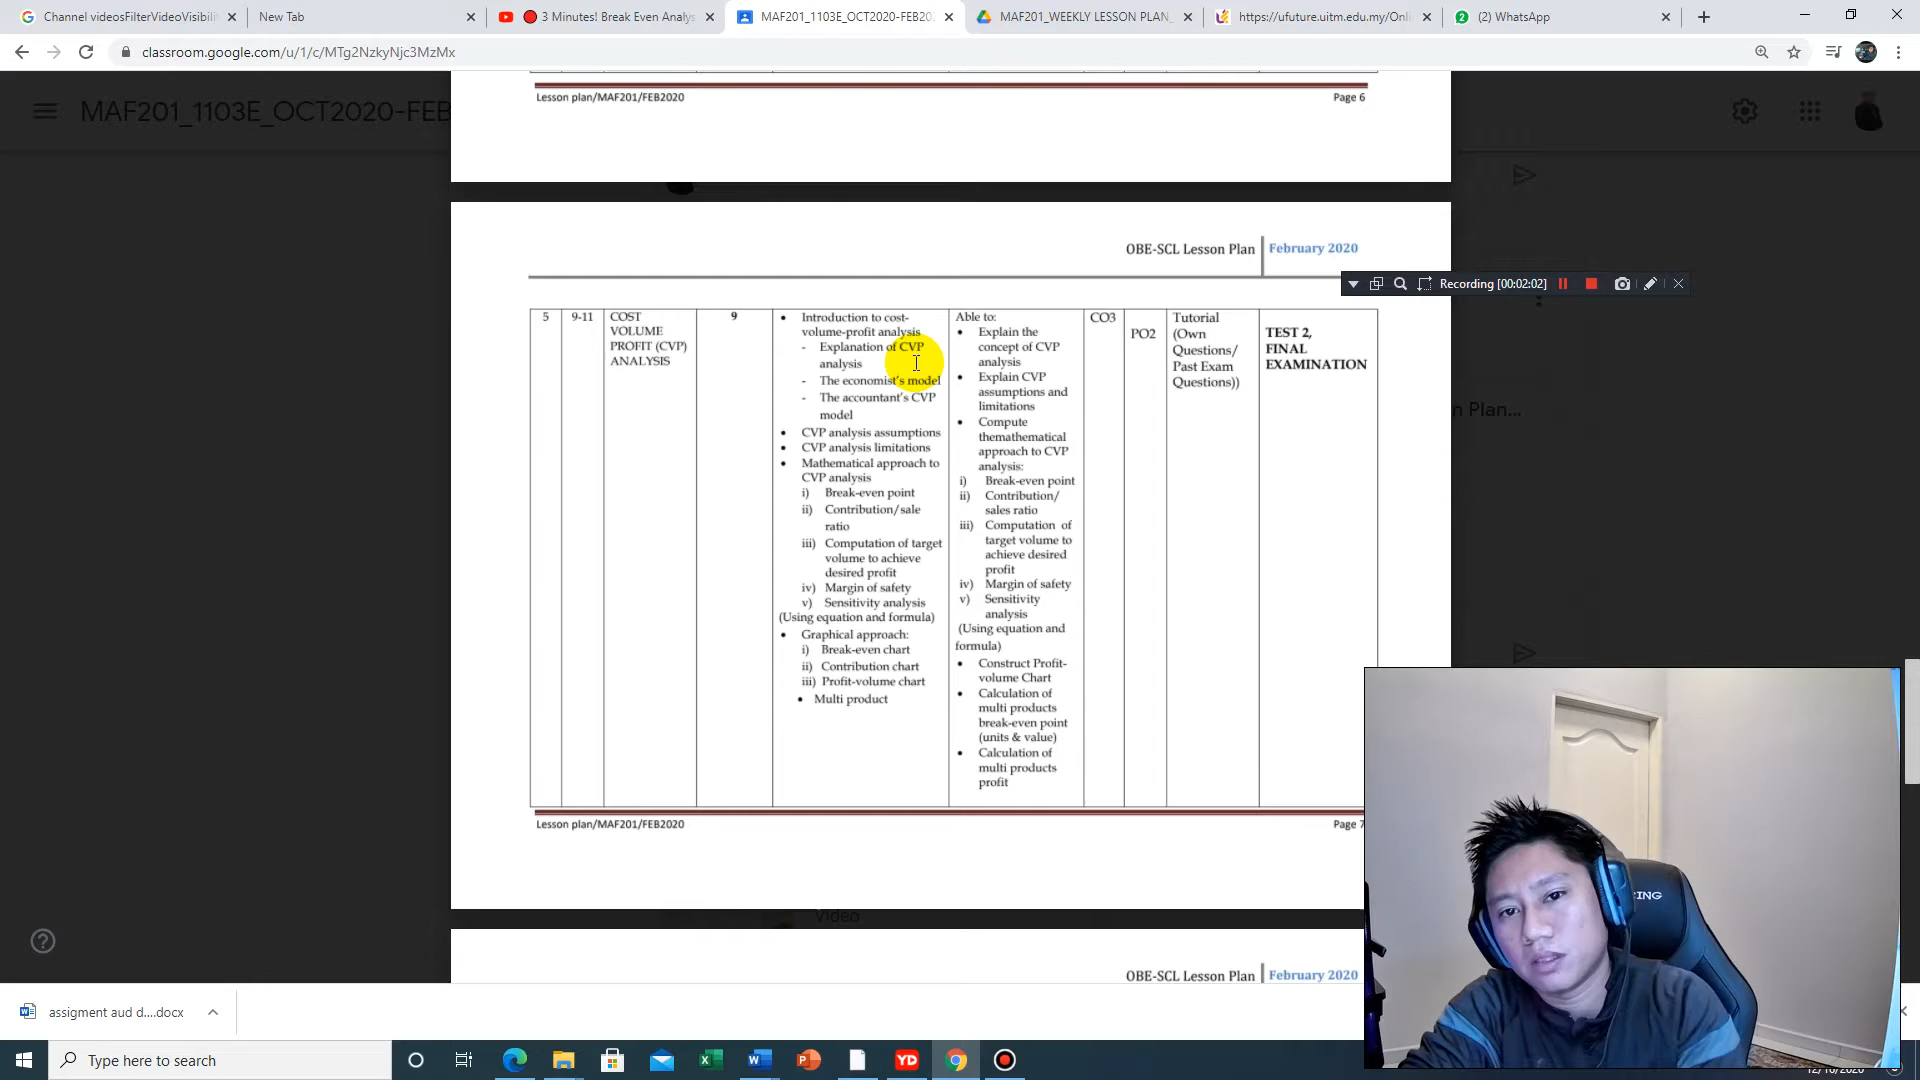 Channel videosFilterVideoVisibili
New Tab
3 Minutes! Break Even Analys
MAF201_1103E_OCT2020-FEB202
MAF201_WEEKLY LESSON PLAN_
https://ufuture.uitm.edu.my/Onli
2
(2) WhatsApp
classroom.google.com/u/1/c/MTg2NzkyNjc3MzMx
MAF201_1103E_OCT2020-FEB
Lesson plan/MAF201/FEB2020
Page 6
OBE-SCL Lesson Plan
February 2020
Recording [00:02:02]
5
9-11
COST
VOLUME
PROFIT (CVP)
ANALYSIS
9
• Introduction to cost-
volume-profit analysis
- Explanation of CVP
analysis
- The economist's model
- The accountant's CVP
model
• CVP analysis assumptions
• CVP analysis limitations
• Mathematical approach to
CVP analysis
i) Break-even point
ii) Contribution/sale
ratio
iii) Computation of target
volume to achieve
desired profit
iv) Margin of safety
v) Sensitivity analysis
(Using equation and formula)
• Graphical approach:
i) Break-even chart
ii) Contribution chart
iii) Profit-volume chart
• Multi product
Able to:
• Explain the
concept of CVP
analysis
• Explain CVP
assumptions and
limitations
• Compute
themathematical
approach to CVP
analysis:
i) Break-even point
ii) Contribution/
sales ratio
iii) Computation of
target volume to
achieve desired
profit
iv) Margin of safety
v) Sensitivity
analysis
(Using equation and
formula)
• Construct Profit-
volume Chart
• Calculation of
multi products
break-even point
(units & value)
• Calculation of
multi products
profit
CO3
PO2
Tutorial
(Own
Questions/
Past Exam
Questions))
TEST 2,
FINAL
EXAMINATION
n Plan...
Lesson plan/MAF201/FEB2020
Page 7
Video
OBE-SCL Lesson Plan
February 2020
RING
assigment aud d....docx
Type here to search
YD